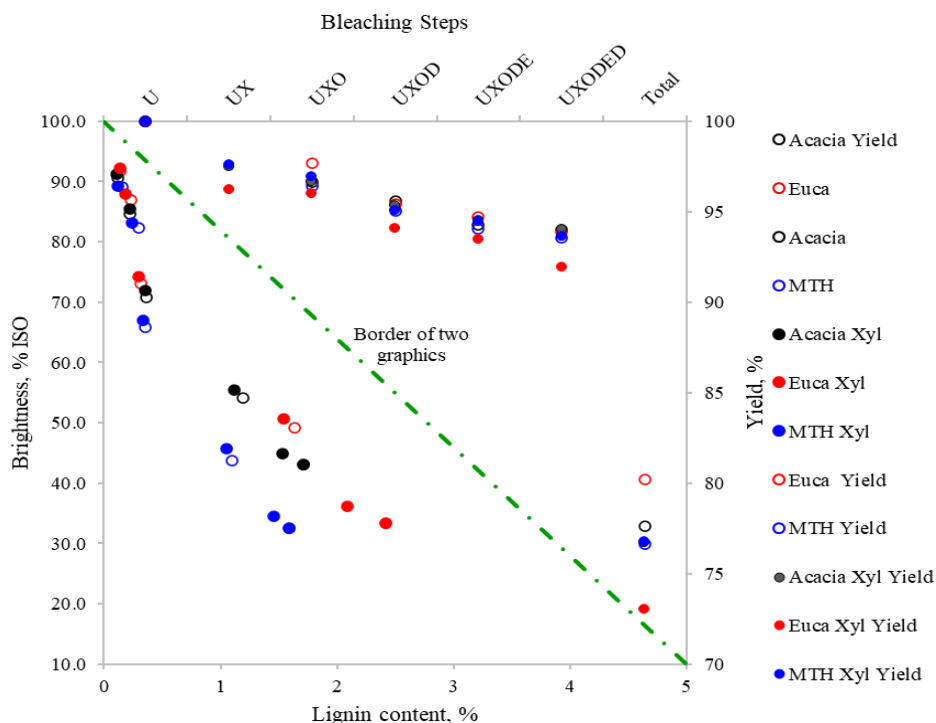 Bleaching Steps
U UX UXO UXOD UXODE UXODED Total
100.0
90.0
80.0
70.0
60.0
50.0
40.0
30.0
20.0
10.0
Brightness, % ISO
0 1 2 3 4 5
Lignin content, %
100
95
90
85
80
75
70
Yield, %
Border of two
graphics
Acacia Yield
Euca
Acacia
MTH
Acacia Xyl
Euca Xyl
MTH Xyl
Euca  Yield
MTH Yield
Acacia Xyl Yield
Euca Xyl Yield
MTH Xyl Yield